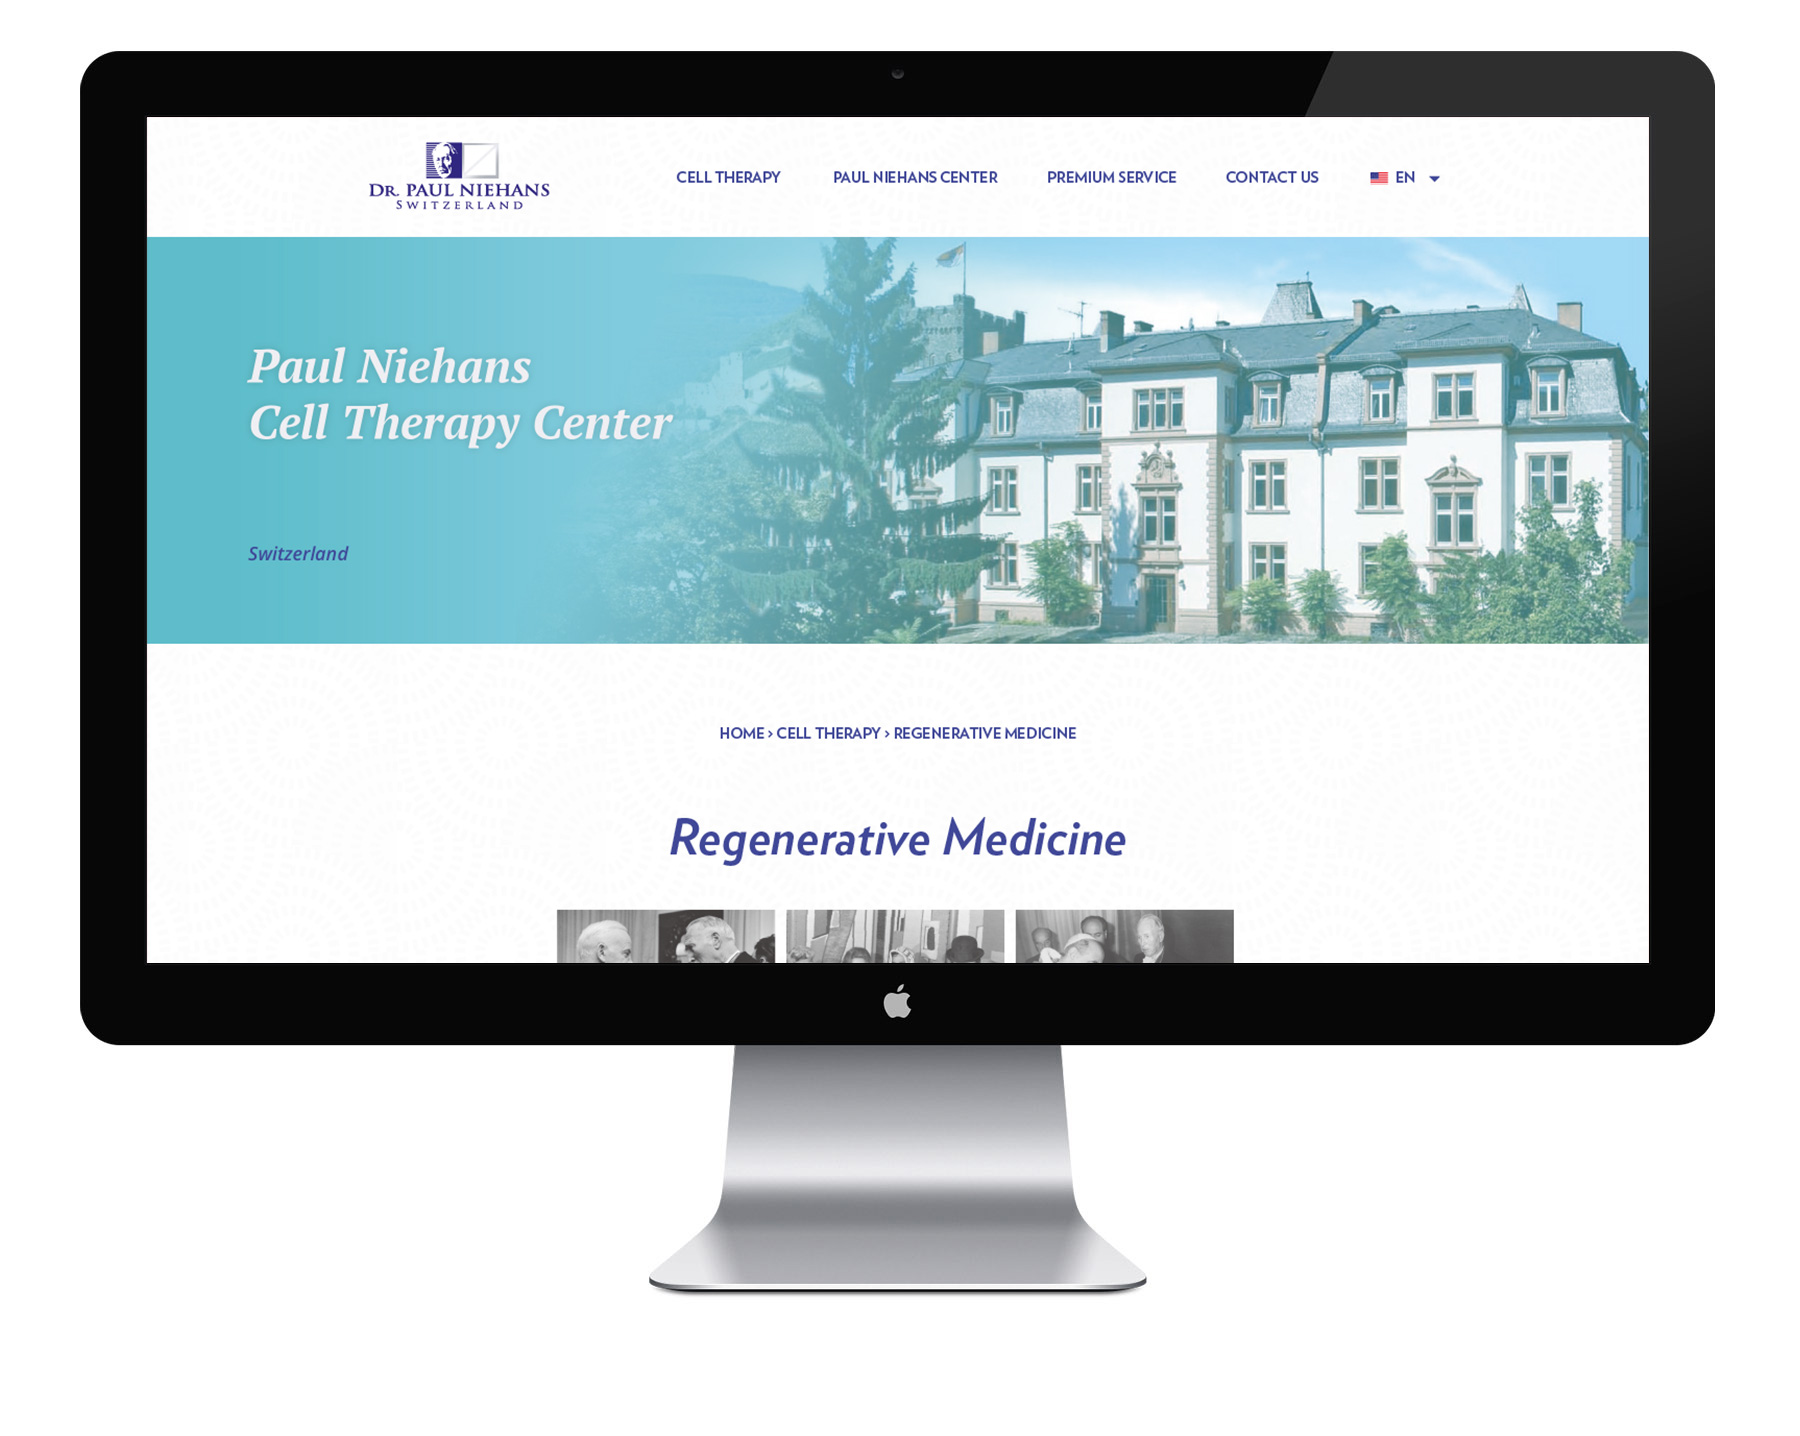 DR. PAUL NIEHANS
SWITZERLAND
CELL THERAPY
PAUL NIEHANS CENTER
PREMIUM SERVICE
CONTACT US
EN
Paul Niehans
Cell Therapy Center
Switzerland
HOME › CELL THERAPY › REGENERATIVE MEDICINE
Regenerative Medicine